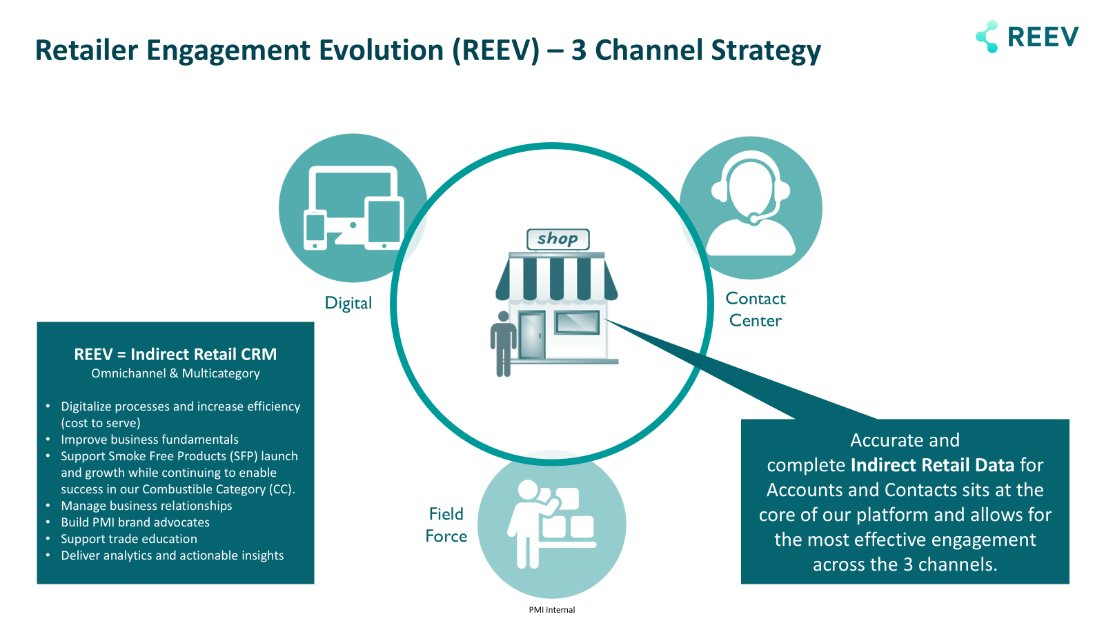 Retailer Engagement Evolution (REEV) – 3 Channel Strategy
REEV
shop
Digital
Contact
Center
REEV = Indirect Retail CRM
Omnichannel & Multicategory
• Digitalize processes and increase efficiency
(cost to serve)
• Improve business fundamentals
• Support Smoke Free Products (SFP) launch
and growth while continuing to enable
success in our Combustible Category (CC).
• Manage business relationships
• Build PMI brand advocates
• Support trade education
• Deliver analytics and actionable insights
Field
Force
Accurate and
complete Indirect Retail Data for
Accounts and Contacts sits at the
core of our platform and allows for
the most effective engagement
across the 3 channels.
PMI Internal